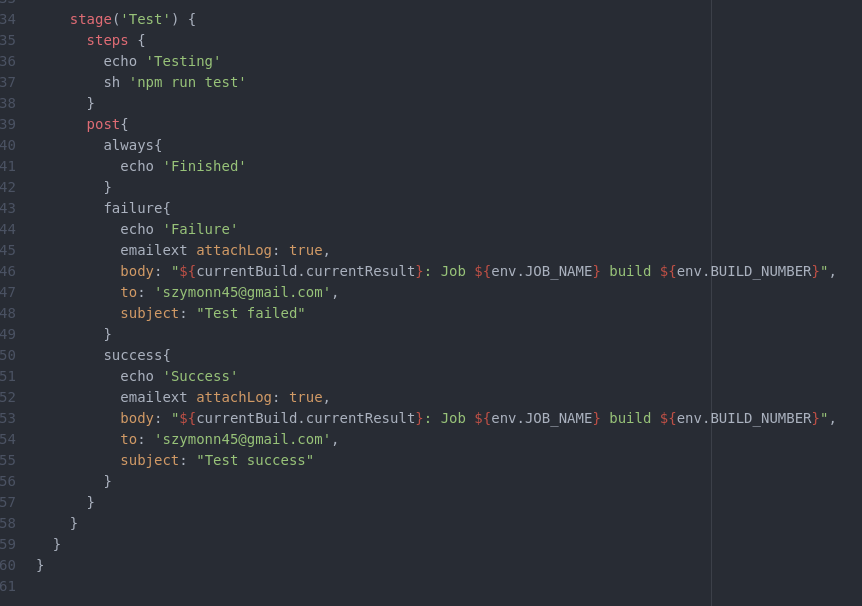 34 stage('Test') {
35 steps {
36 echo 'Testing'
37 sh 'npm run test'
38 }
39 post{
40 always{
41 echo 'Finished'
42 }
43 failure{
44 echo 'Failure'
45 emailext attachLog: true,
46 body: "${currentBuild.currentResult}: Job ${env.JOB_NAME} build ${env.BUILD_NUMBER}",
47 to: 'szymonn45@gmail.com',
48 subject: "Test failed"
49 }
50 success{
51 echo 'Success'
52 emailext attachLog: true,
53 body: "${currentBuild.currentResult}: Job ${env.JOB_NAME} build ${env.BUILD_NUMBER}",
54 to: 'szymonn45@gmail.com',
55 subject: "Test success"
56 }
57 }
58 }
59 }
60 }
61